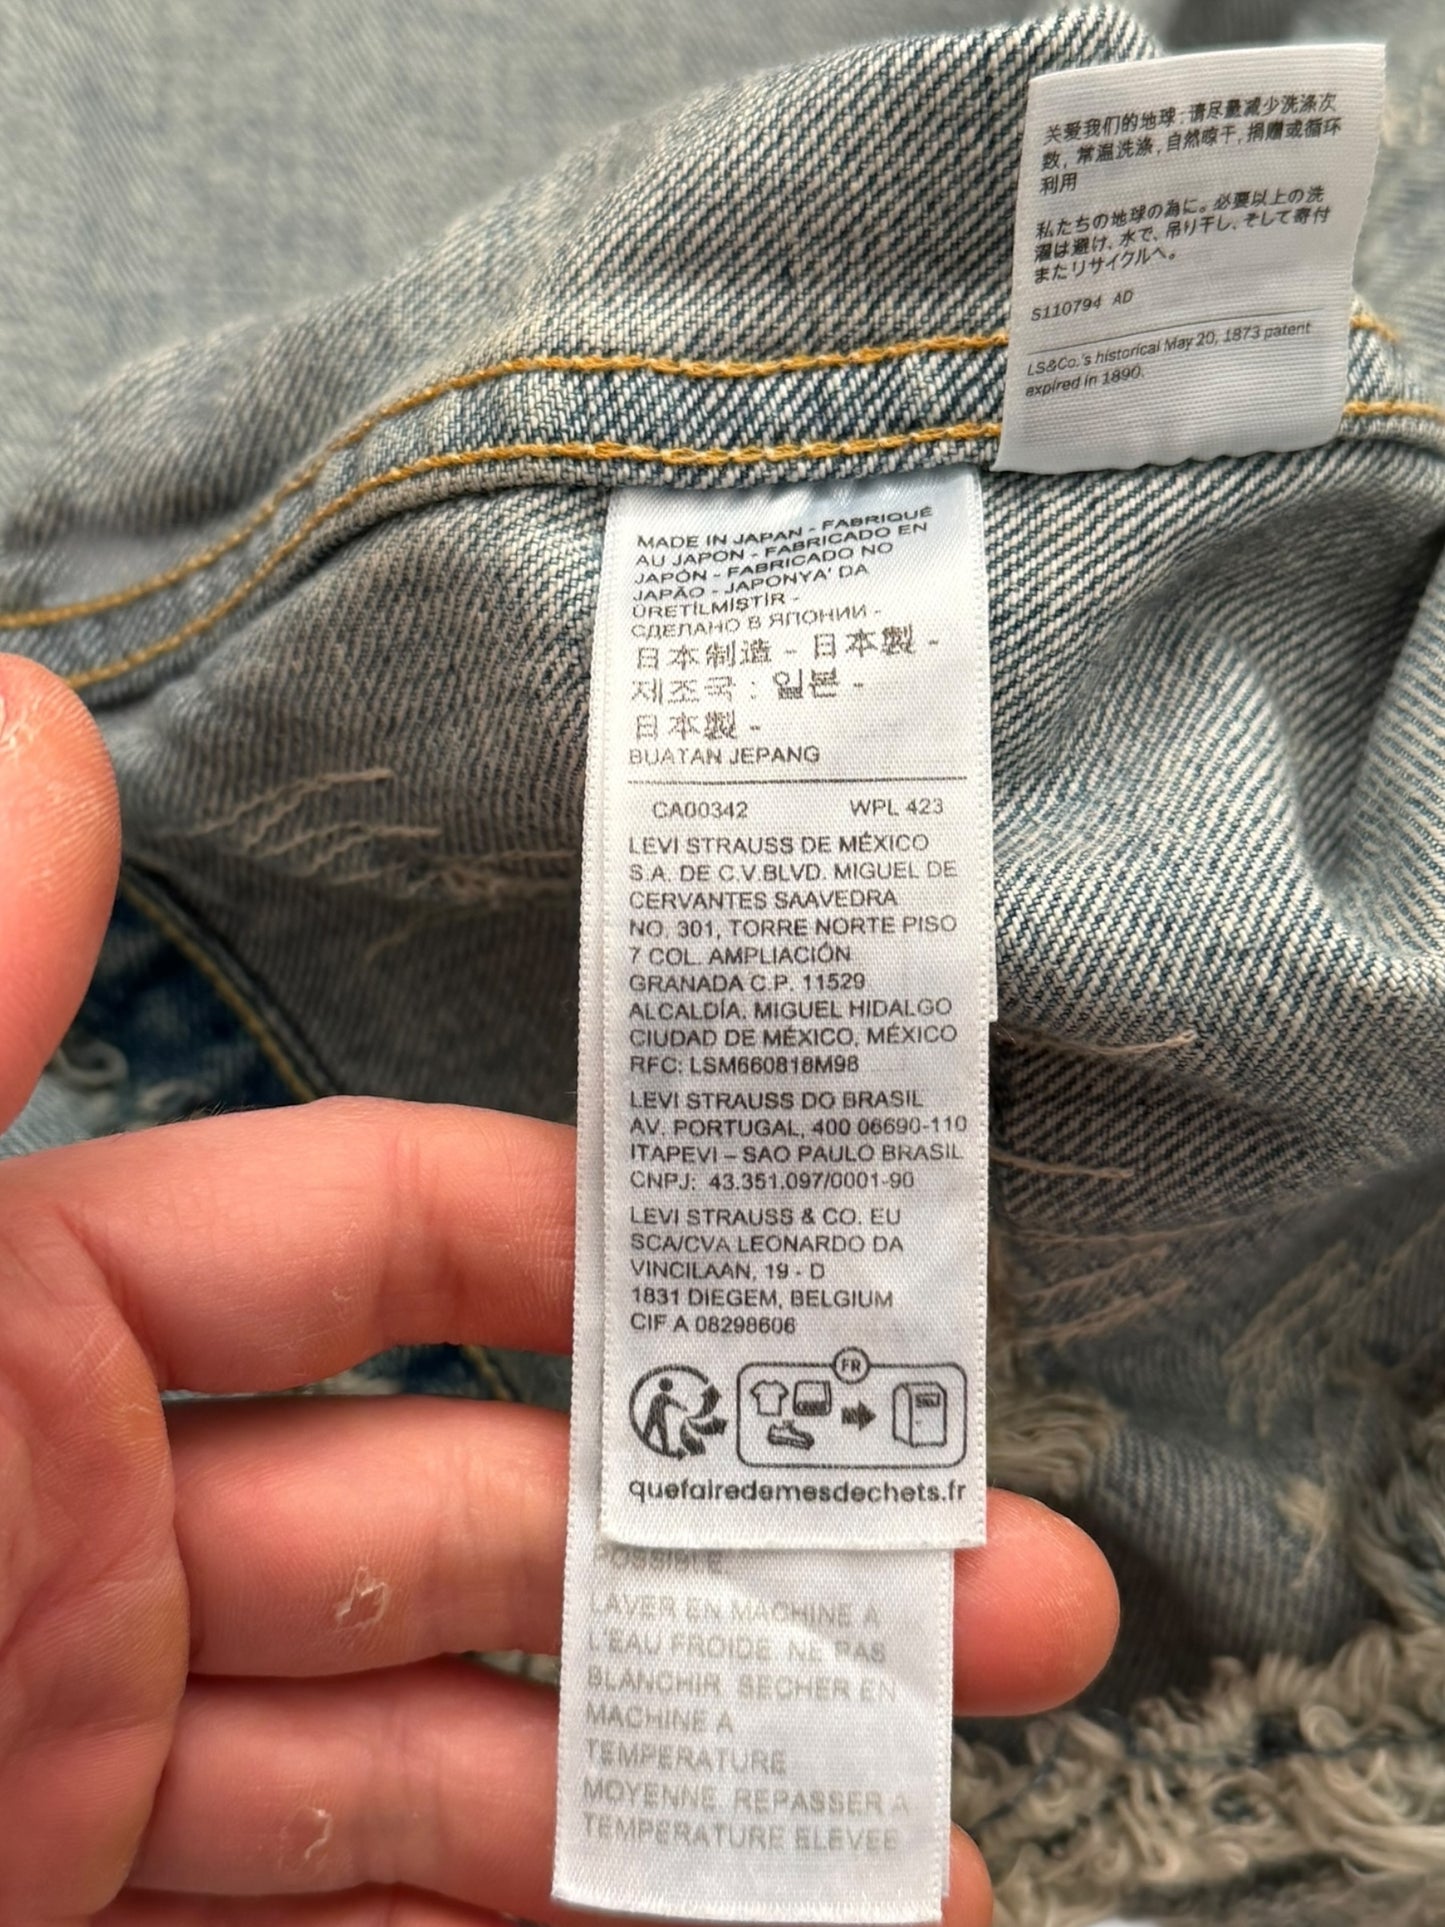 关爱我们的地球:请尽量减少洗涤次
数,常温洗涤,自然晾干,捐赠或循环
利用
私たちの地球の為に。必要以上の洗
濯は避け、水で、吊り干し、そして寄付
またリサイクルへ。
S110794 AD
LS&Co.'s historical May 20, 1873 patent
expired in 1890.
MADE IN JAPAN - FABRIQUÉ
AU JAPON - FABRICADO EN
JAPÓN - FABRICADO NO
JAPÃO - JAPONYA' DA
ÜRETİLMİŞTİR -
СДЕЛАНО В ЯПОНИИ -
日本制造 - 日本製 -
제조국 : 일본 -
日本製 -
BUATAN JEPANG
CA00342 WPL 423
LEVI STRAUSS DE MÉXICO
S.A. DE C.V.BLVD. MIGUEL DE
CERVANTES SAAVEDRA
NO. 301, TORRE NORTE PISO
7 COL. AMPLIACIÓN
GRANADA C.P. 11529
ALCALDÍA. MIGUEL HIDALGO
CIUDAD DE MÉXICO, MÉXICO
RFC: LSM660818M98
LEVI STRAUSS DO BRASIL
AV. PORTUGAL, 400 06690-110
ITAPEVI – SAO PAULO BRASIL
CNPJ: 43.351.097/0001-90
LEVI STRAUSS & CO. EU
SCA/CVA LEONARDO DA
VINCILAAN, 19 - D
1831 DIEGEM, BELGIUM
CIF A 08298606
FR
quefairedemesdechets.fr
POSSIBLE
LAVER EN MACHINE A
L'EAU FROIDE. NE PAS
BLANCHIR. SECHER EN
MACHINE A
TEMPERATURE
MOYENNE. REPASSER A
TEMPERATURE ELEVEE